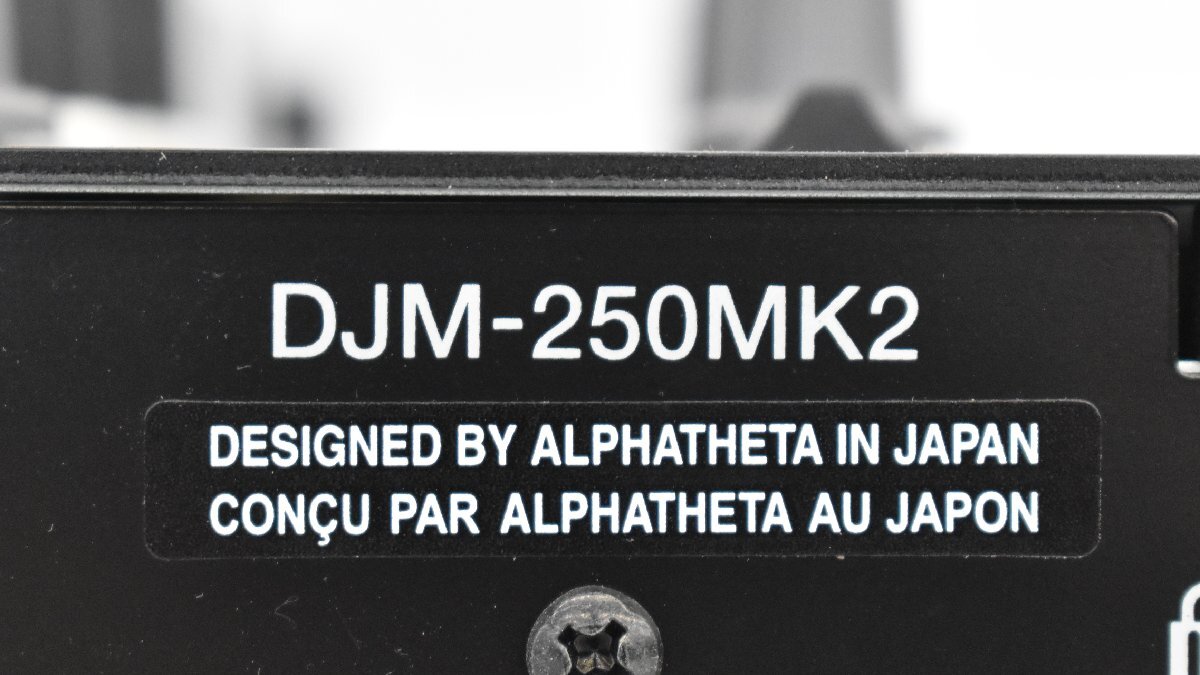 DJM-250MK2
DESIGNED BY ALPHATHETA IN JAPAN
CONÇU PAR ALPHATHETA AU JAPON